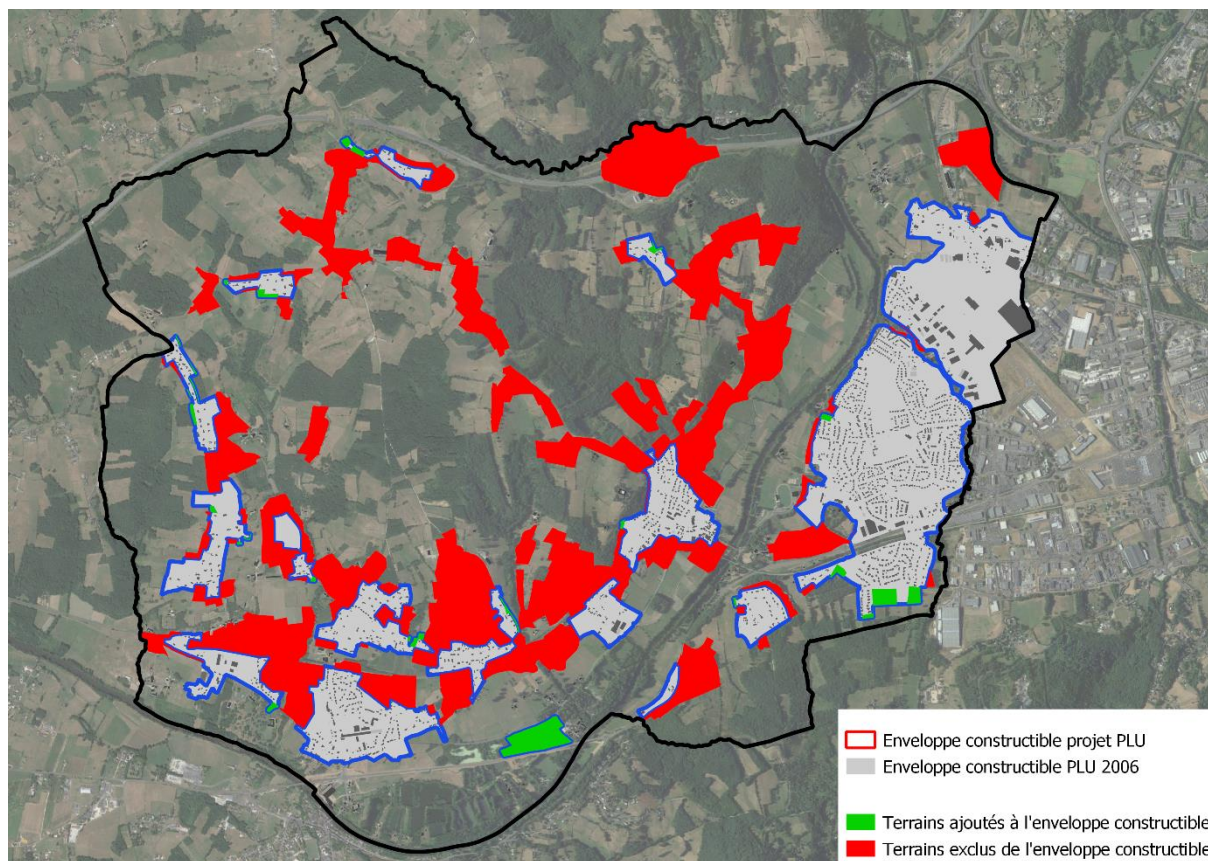 Enveloppe constructible projet PLU
Enveloppe constructible PLU 2006
Terrains ajoutés à l'enveloppe constructible
Terrains exclus de l'enveloppe constructible